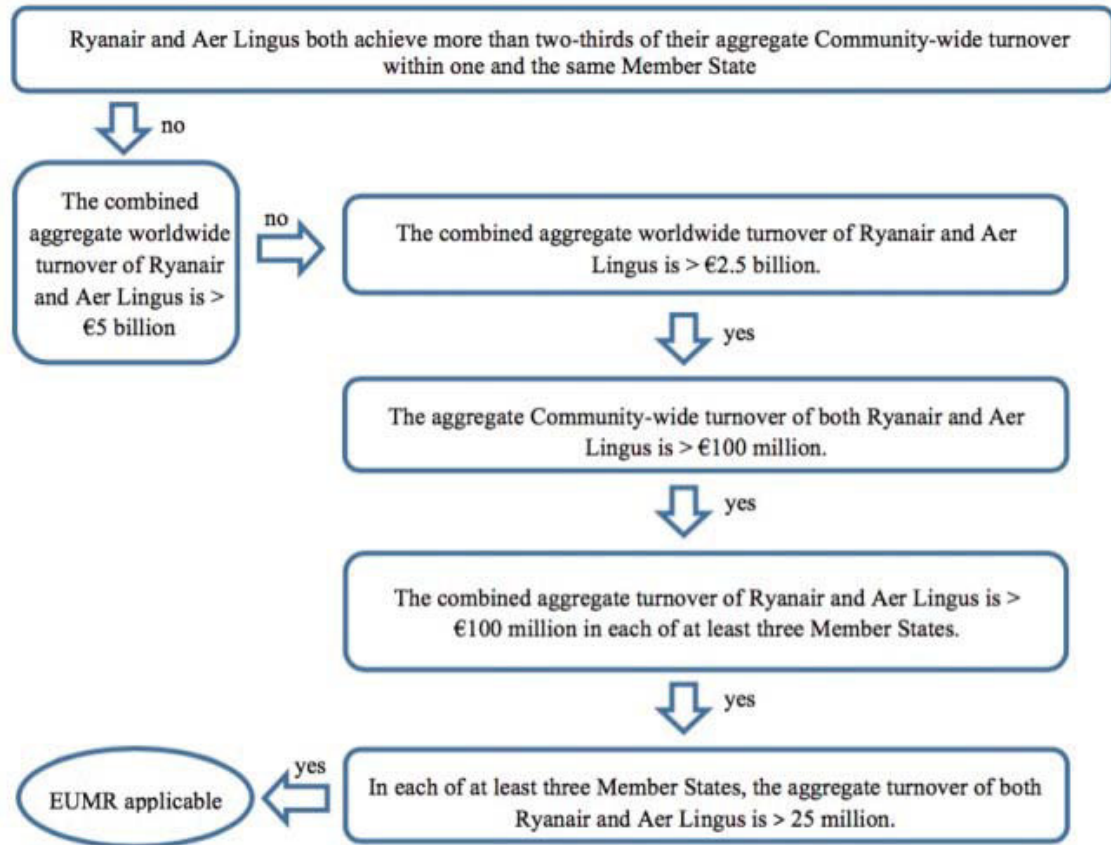 Ryanair and Aer Lingus both achieve more than two-thirds of their aggregate Community-wide turnover
within one and the same Member State
no
The combined
aggregate worldwide
turnover of Ryanair
and Aer Lingus is >
€5 billion
no
The combined aggregate worldwide turnover of Ryanair and Aer
Lingus is > €2.5 billion.
yes
The aggregate Community-wide turnover of both Ryanair and Aer
Lingus is > €100 million.
yes
The combined aggregate turnover of Ryanair and Aer Lingus is >
€100 million in each of at least three Member States.
yes
In each of at least three Member States, the aggregate turnover of both
Ryanair and Aer Lingus is > 25 million.
yes
EUMR applicable